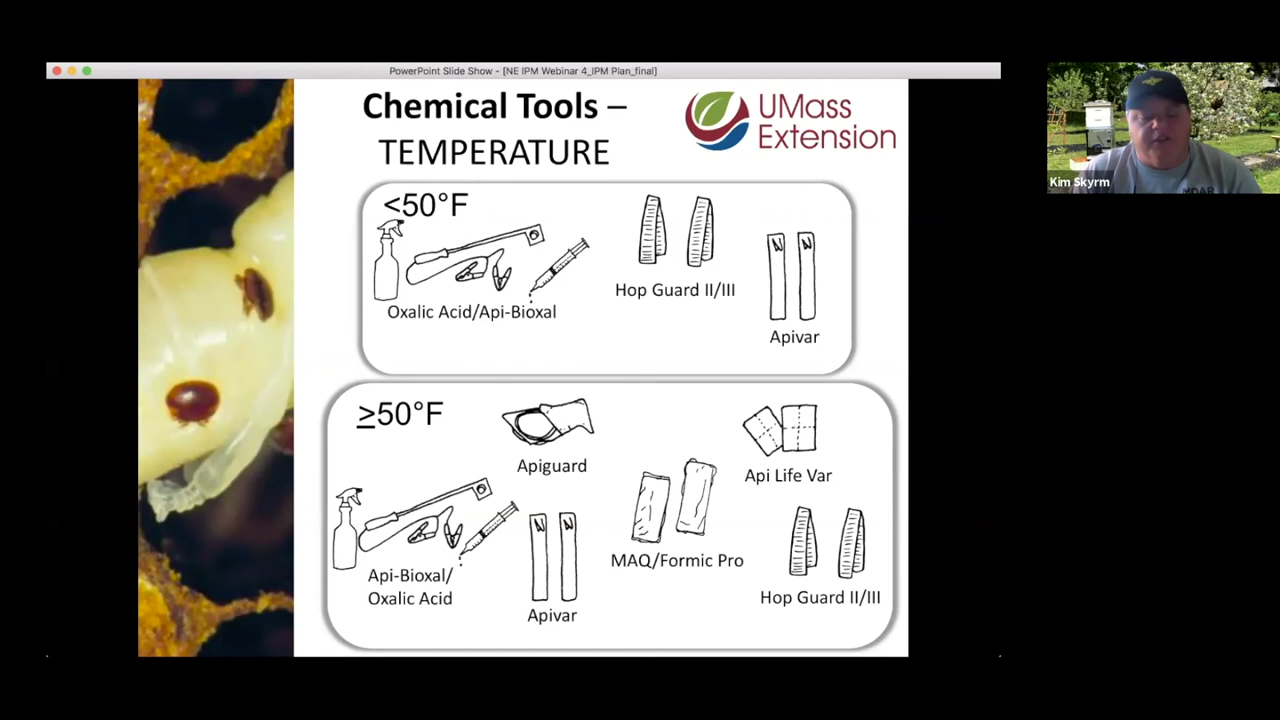 PowerPoint Slide Show - [NE IPM Webinar 4_IPM Plan_final]
Chemical Tools –
TEMPERATURE
UMass
Extension
<50°F
Oxalic Acid/Api-Bioxal
Hop Guard II/III
Apivar
≥50°F
Apiguard
Api Life Var
Api-Bioxal/
Oxalic Acid
Apivar
MAQ/Formic Pro
Hop Guard II/III
Kim Skyrm
MDAR